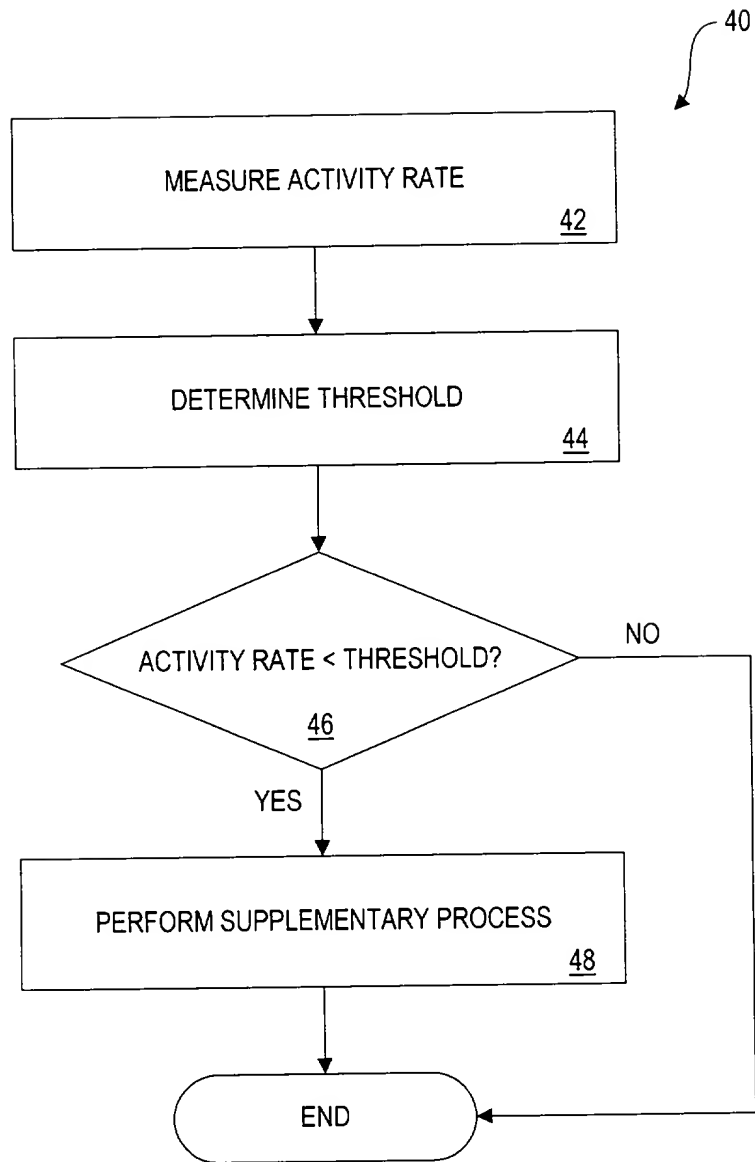 40
MEASURE ACTIVITY RATE
42
DETERMINE THRESHOLD
44
ACTIVITY RATE < THRESHOLD?
46
NO
YES
PERFORM SUPPLEMENTARY PROCESS
48
END